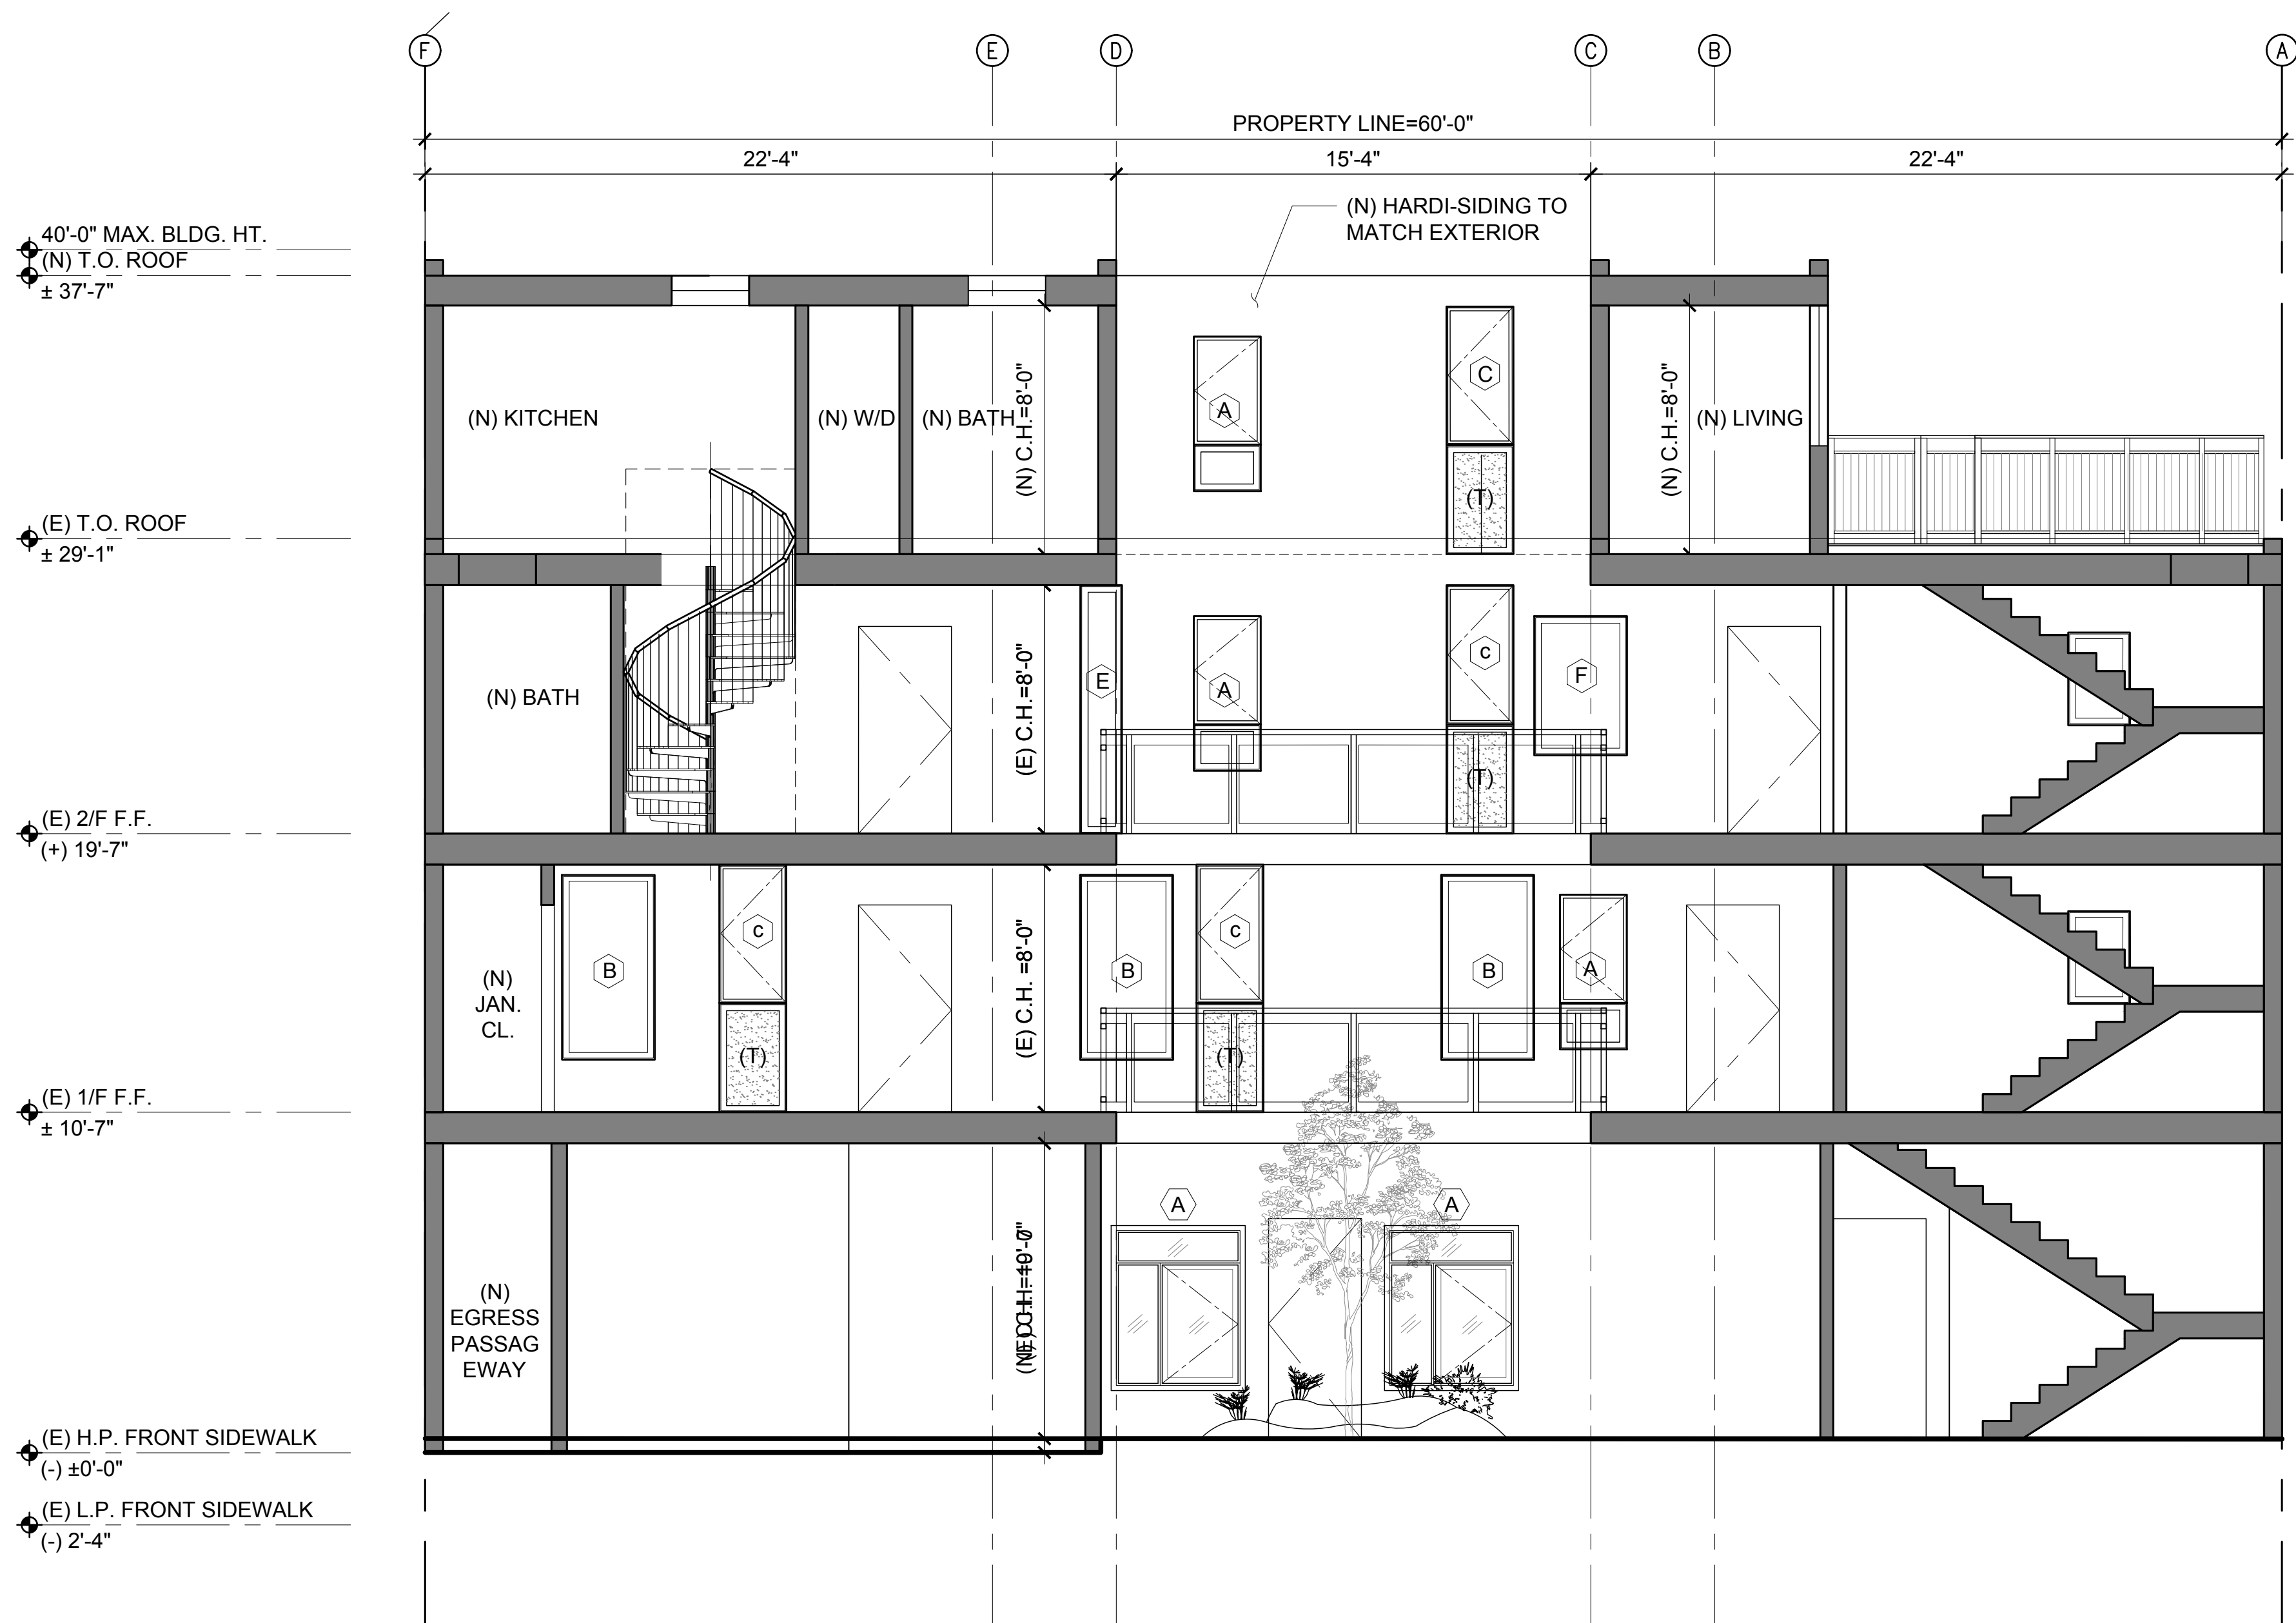 F
E
D
C
B
A
PROPERTY LINE=60'-0"
22'-4"
15'-4"
22'-4"
(N) HARDI-SIDING TO
MATCH EXTERIOR
40'-0" MAX. BLDG. HT.
(N) T.O. ROOF
± 37'-7"
C
A
(N) KITCHEN
(N) W/D
(N) BATH
(N) C.H.=8'-0"
(N) C.H.=8'-0"
(N) LIVING
(T)
(E) T.O. ROOF
± 29'-1"
(N) BATH
(E) C.H.=8'-0"
E
A
c
F
(T)
(E) 2/F F.F.
(+) 19'-7"
(N)
JAN.
CL.
B
c
(T)
(E) C.H. =8'-0"
B
c
(T)
B
A
(E) 1/F F.F.
± 10'-7"
A
A
(N)
EGRESS
PASSAG
EWAY
(E) H.P. FRONT SIDEWALK
(-) ±0'-0"
(E) L.P. FRONT SIDEWALK
(-) 2'-4"